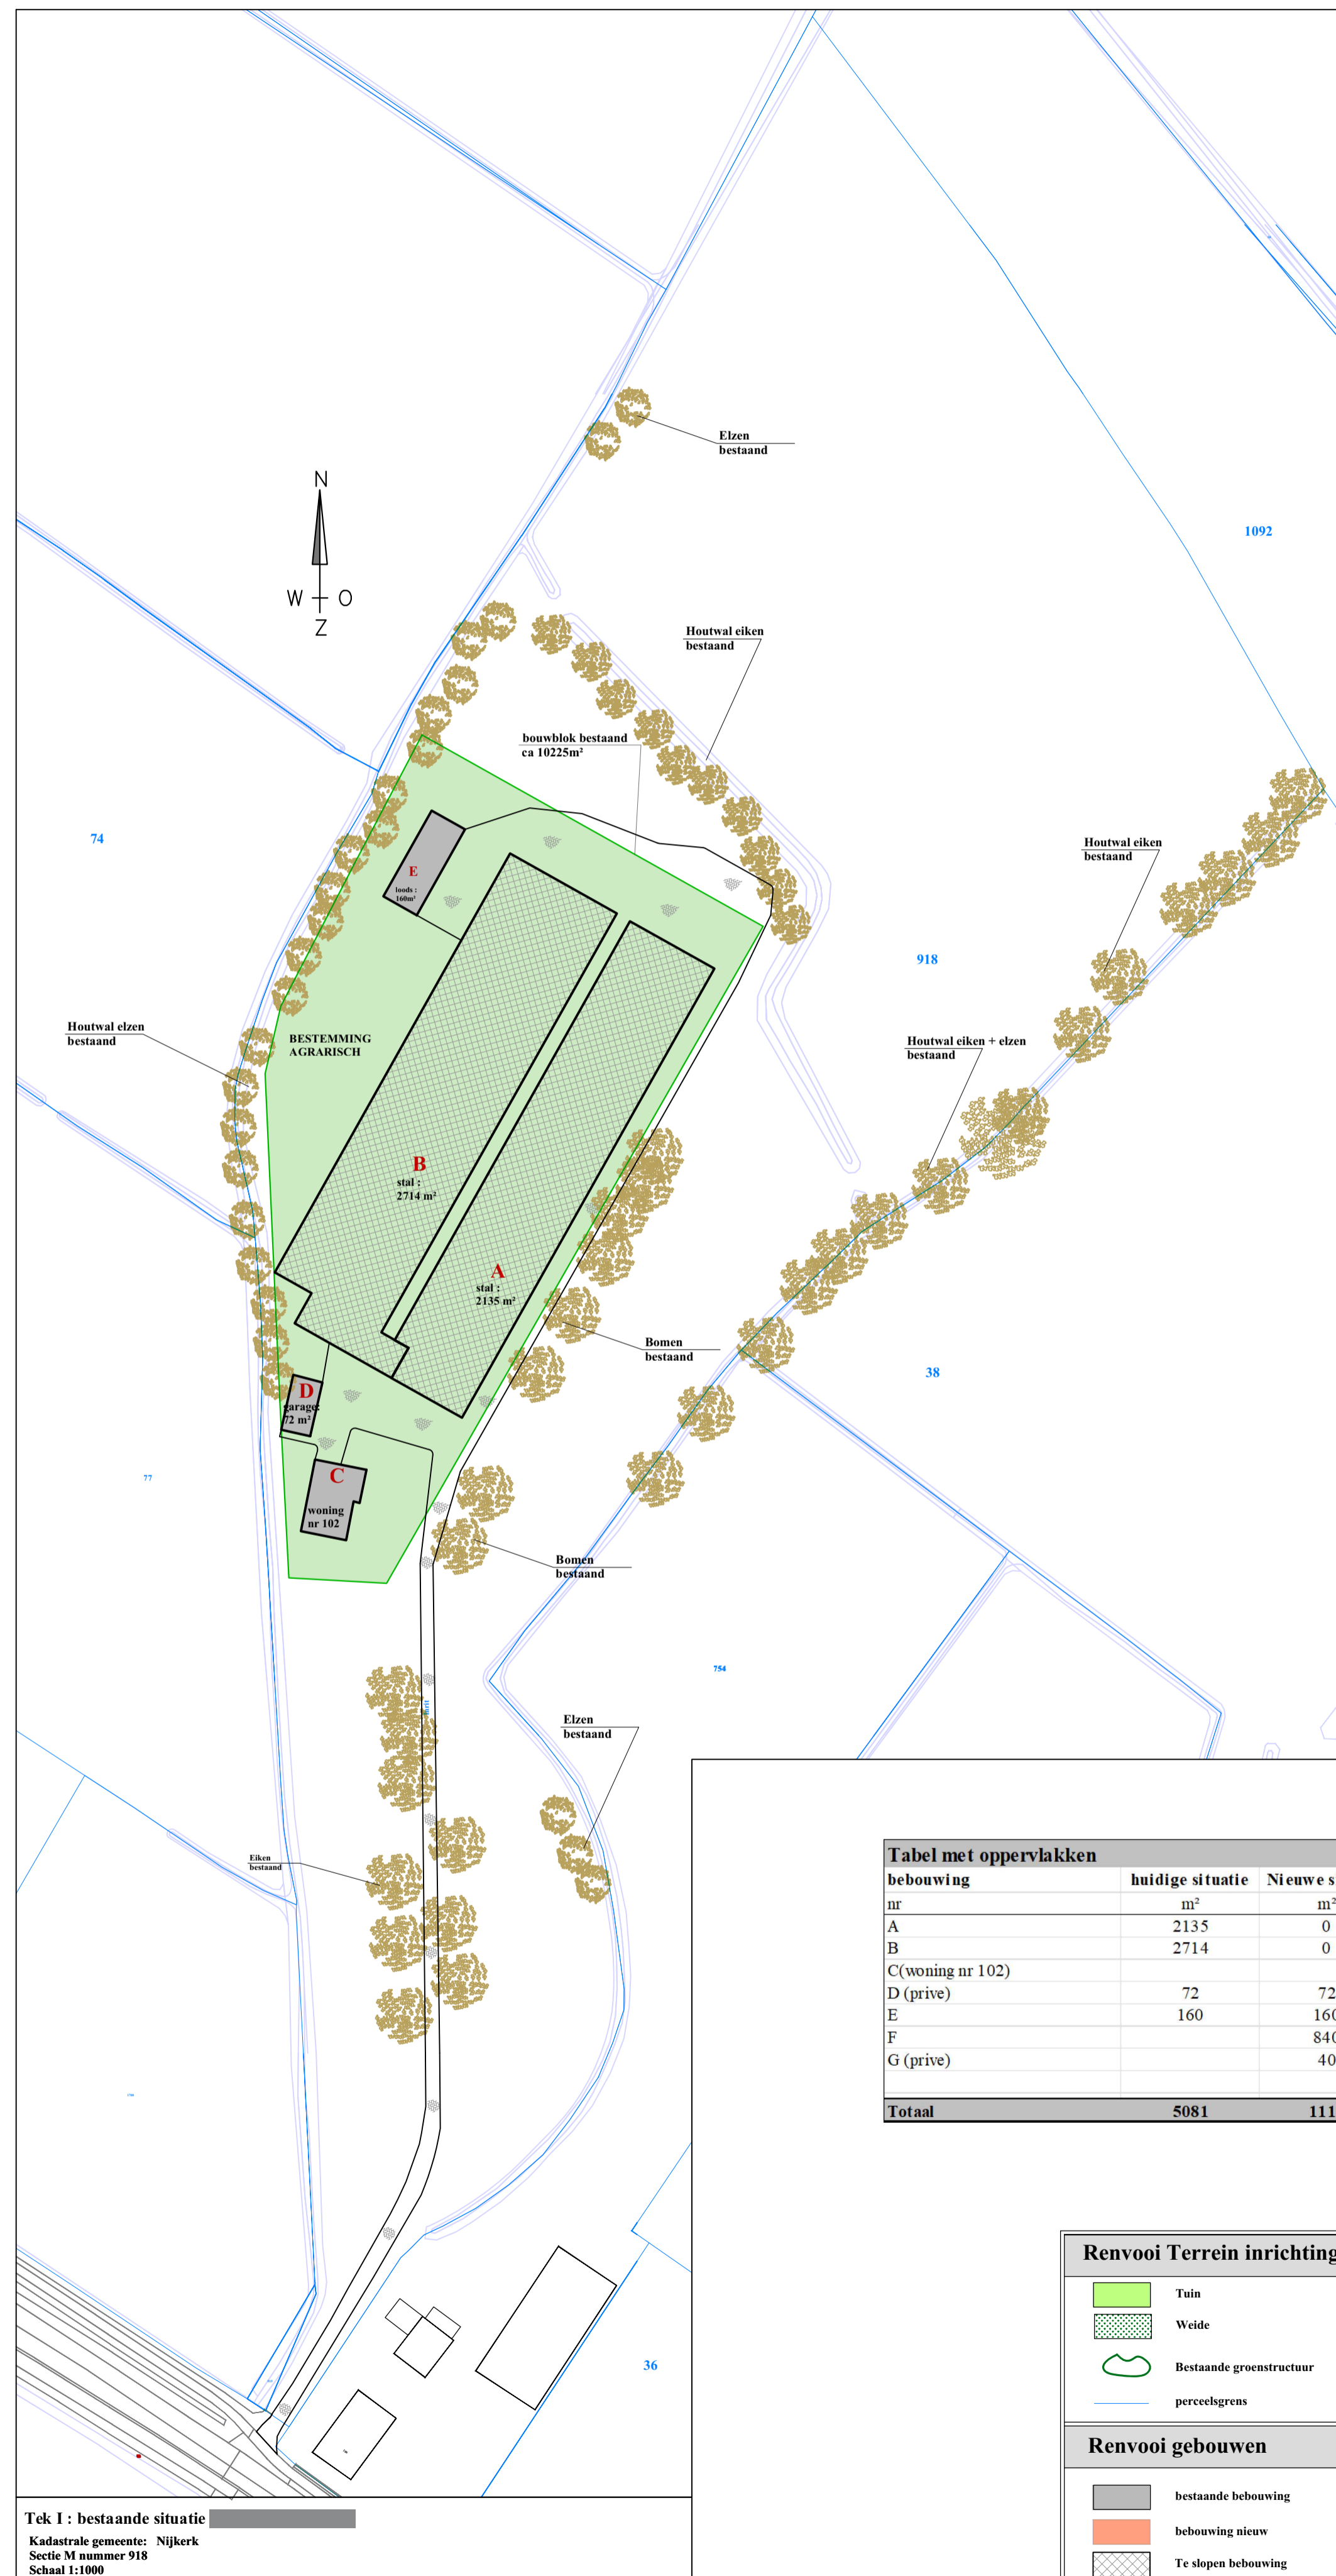 Elzen
bestaand
1092
N
W O
Z
Houtwal eiken
bestaand
bouwblok bestaand
ca 10225m²
74
Houtwal eiken
bestaand
E
loods :
160m²
918
Houtwal elzen
bestaand
BESTEMMING
AGRARISCH
Houtwal eiken + elzen
bestaand
B
stal :
2714 m²
A
stal :
2135 m²
Bomen
bestaand
38
D
garage:
72 m²
C
woning
nr 102
77
Bomen
bestaand
754
Elzen
bestaand
Eiken
bestaand
36
Tabel met oppervlakken
bebouwing huidige situatie Nieuwe s
nr m² m²
A 2135 0
B 2714 0
C(woning nr 102)
D (prive) 72 72
E 160 160
F 840
G (prive) 40
Totaal 5081 111
Renvooi Terrein inrichting
Tuin
Weide
Bestaande groenstructuur
perceelsgrens
Renvooi gebouwen
bestaande bebouwing
bebouwing nieuw
Te slopen bebouwing
Tek I : bestaande situatie
Kadastrale gemeente: Nijkerk
Sectie M nummer 918
Schaal 1:1000